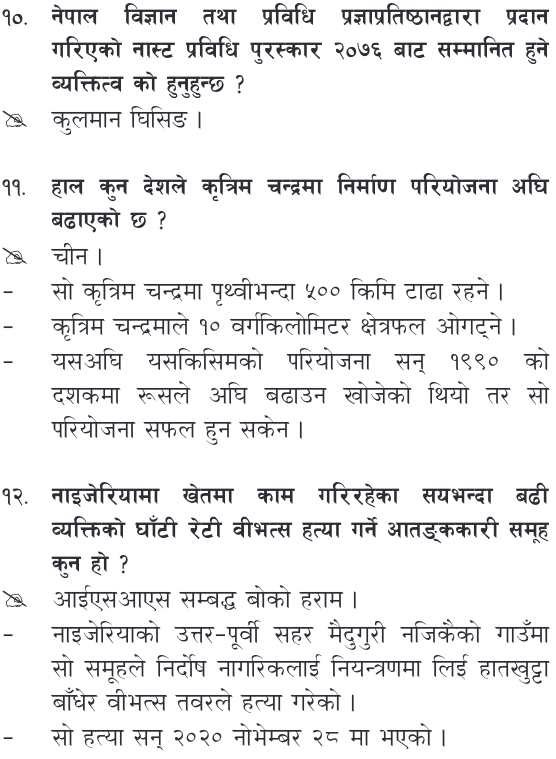 १०. नेपाल विज्ञान तथा प्रविधि प्रज्ञाप्रतिष्ठानद्वारा प्रदान
गरिएको नास्ट प्रविधि पुरस्कार २०७६ बाट सम्मानित हुने
व्यक्तित्व को हुनुहुन्छ ?
कुलमान घिसिङ ।
११. हाल कुन देशले कृत्रिम चन्द्रमा निर्माण परियोजना अघि
बढाएको छ ?
चीन ।
- सो कृत्रिम चन्द्रमा पृथ्वीभन्दा ५०० किमि टाढा रहने ।
- कृत्रिम चन्द्रमाले १० वर्गकिलोमिटर क्षेत्रफल ओगट्ने ।
- यसअघि यसकिसिमको परियोजना सन् १९९० को
दशकमा रूसले अघि बढाउन खोजेको थियो तर सो
परियोजना सफल हुन सकेन ।
१२. नाइजेरियामा खेतमा काम गरिरहेका सयभन्दा बढी
व्यक्तिको घाँटी रेटी वीभत्स हत्या गर्ने आतङ्ककारी समूह
कुन हो ?
आईएसआएस सम्बद्ध बोको हराम ।
- नाइजेरियाको उत्तर-पूर्वी सहर मैदुगुरी नजिकैको गाउँमा
सो समूहले निर्दोष नागरिकलाई नियन्त्रणमा लिई हातखुट्टा
बाँधेर वीभत्स तवरले हत्या गरेको ।
- सो हत्या सन् २०२० नोभेम्बर २८ मा भएको ।